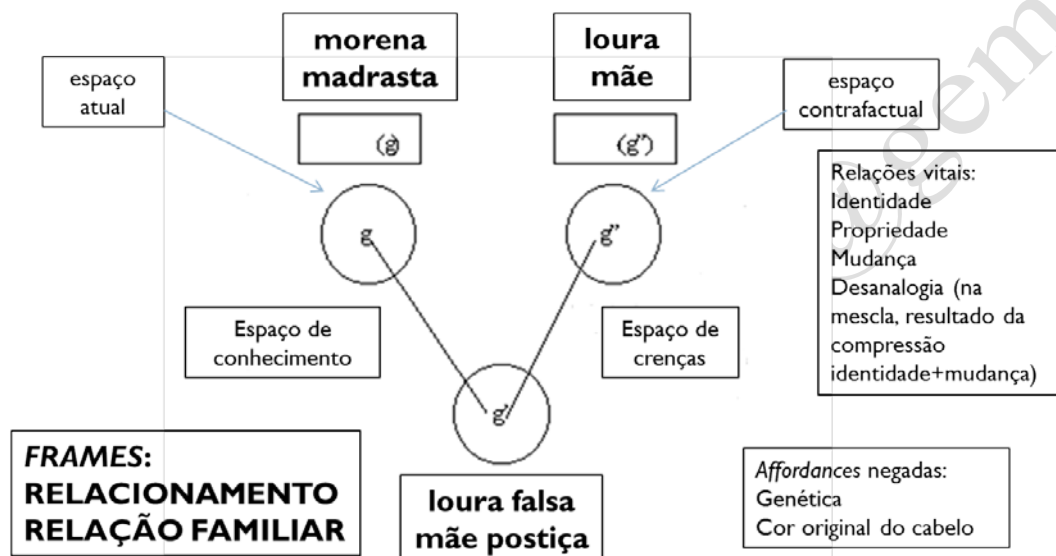 morena
madrasta
loura
mãe
espaço
atual
espaço
contrafactual
(g)
(g”)
Relações vitais:
Identidade
Propriedade
Mudança
Desanalogia (na
mescla, resultado da
compressão
identidade+mudança)
g
g”
Espaço de
conhecimento
Espaço de
crenças
g’
FRAMES:
RELACIONAMENTO
RELAÇÃO FAMILIAR
loura falsa
mãe postiça
Affordances negadas:
Genética
Cor original do cabelo
@gem